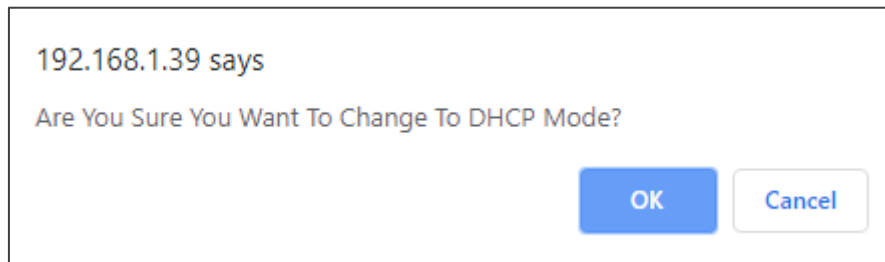 192.168.1.39 says
Are You Sure You Want To Change To DHCP Mode?
OK Cancel